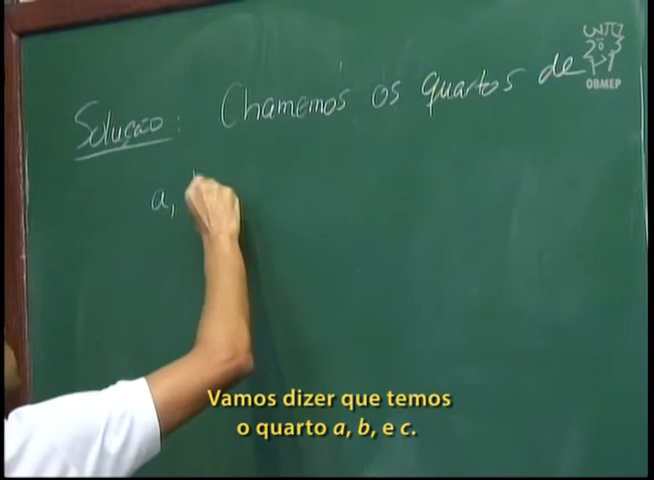 Solução: Chamemos os quartos de
a,
OBMEP
Vamos dizer que temos
o quarto a, b, e c.